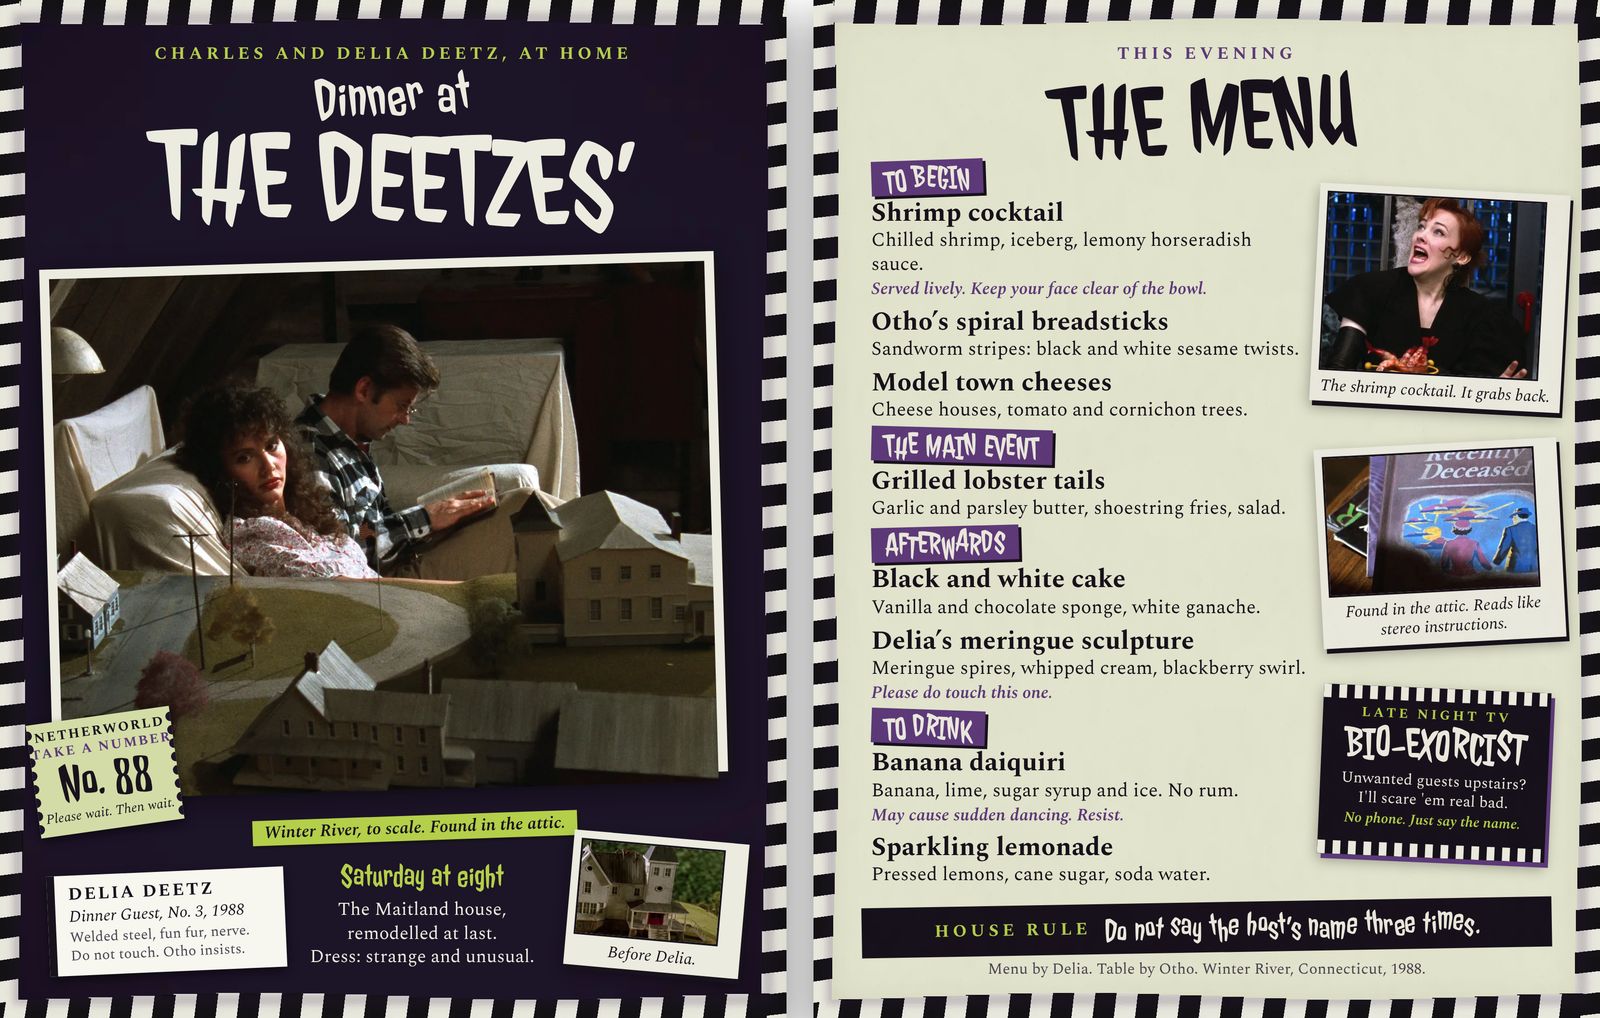 CHARLES AND DELIA DEETZ, AT HOME
Dinner at
THE DEETZES'
NETHERWORLD
TAKE A NUMBER
No. 88
Please wait. Then wait.
Winter River, to scale. Found in the attic.
DELIA DEETZ
Dinner Guest, No. 3, 1988
Welded steel, fun fur, nerve.
Do not touch. Otho insists.
Saturday at eight
The Maitland house,
remodelled at last.
Dress: strange and unusual.
Before Delia.
THIS EVENING
THE MENU
TO BEGIN
Shrimp cocktail
Chilled shrimp, iceberg, lemony horseradish
sauce.
Served lively. Keep your face clear of the bowl.
Otho’s spiral breadsticks
Sandworm stripes: black and white sesame twists.
Model town cheeses
Cheese houses, tomato and cornichon trees.
THE MAIN EVENT
Grilled lobster tails
Garlic and parsley butter, shoestring fries, salad.
AFTERWARDS
Black and white cake
Vanilla and chocolate sponge, white ganache.
Delia’s meringue sculpture
Meringue spires, whipped cream, blackberry swirl.
Please do touch this one.
TO DRINK
Banana daiquiri
Banana, lime, sugar syrup and ice. No rum.
May cause sudden dancing. Resist.
Sparkling lemonade
Pressed lemons, cane sugar, soda water.
The shrimp cocktail. It grabs back.
Recently
Deceased
Found in the attic. Reads like
stereo instructions.
LATE NIGHT TV
BIO-EXORCIST
Unwanted guests upstairs?
I'll scare 'em real bad.
No phone. Just say the name.
HOUSE RULE Do not say the host's name three times.
Menu by Delia. Table by Otho. Winter River, Connecticut, 1988.